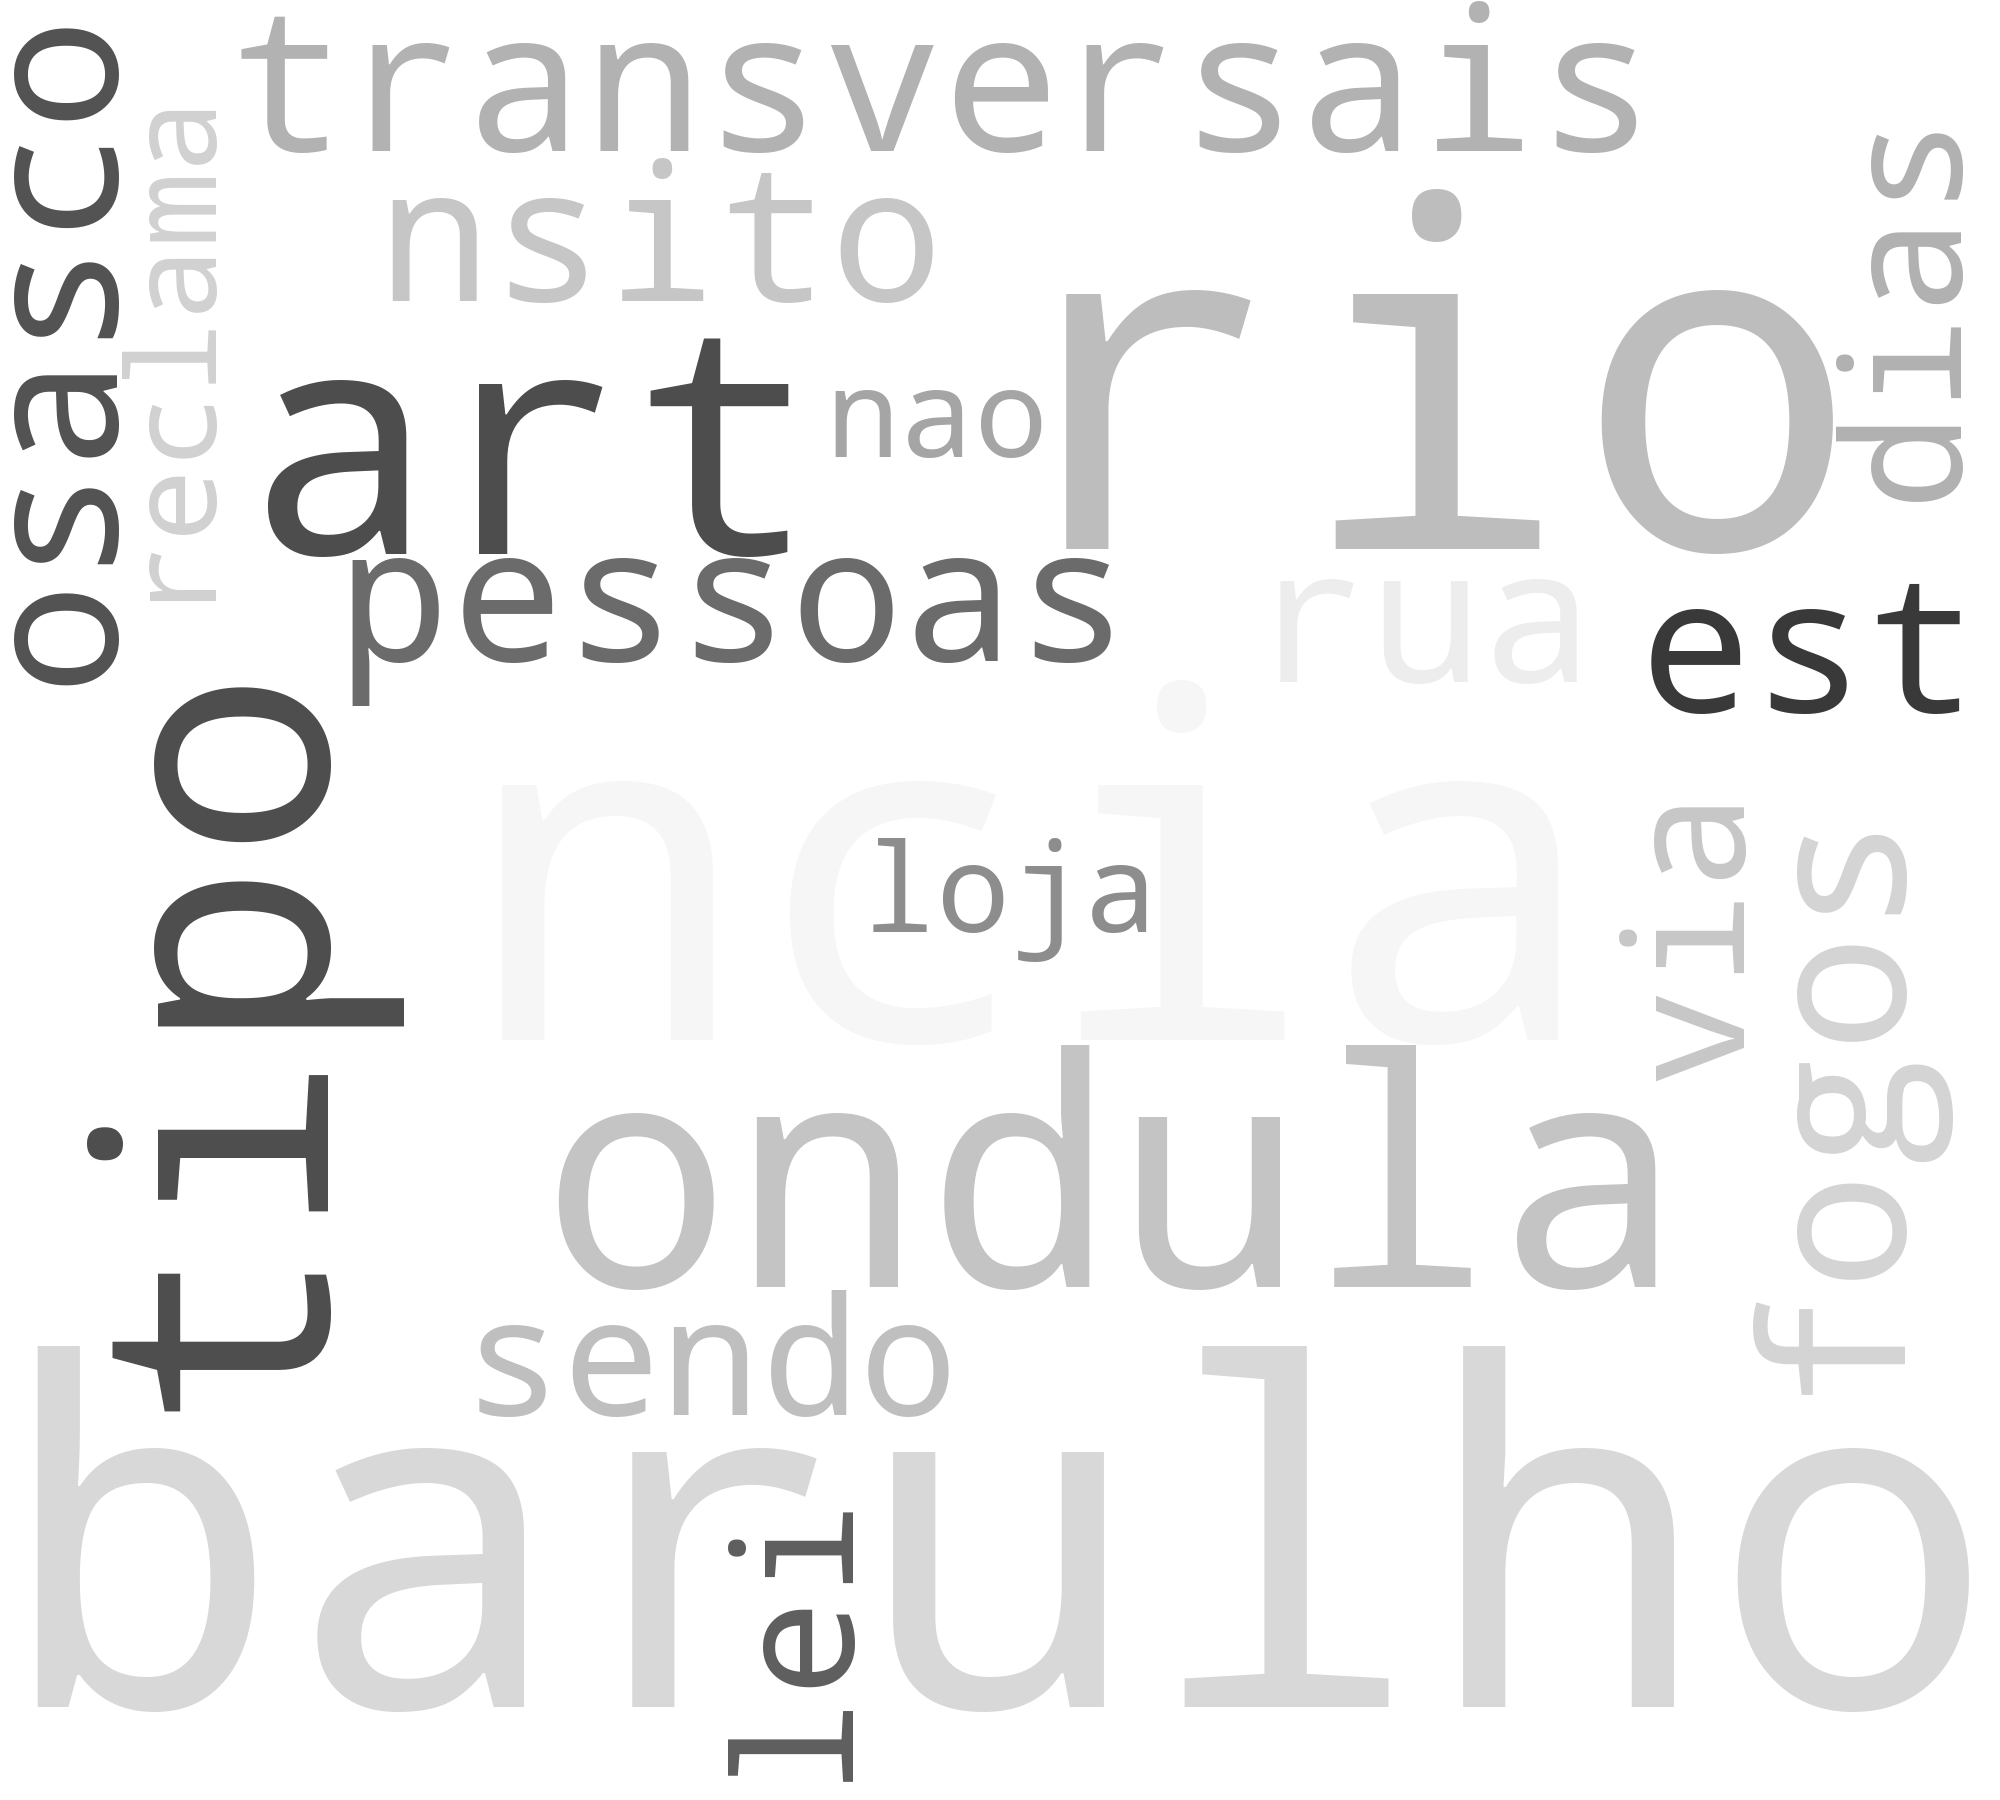 transversais
osasco
reclama
nsito
dias
rio
art
nao
pessoas
rua
est
tipo
ncia
loja
via
fogos
ondula
sendo
barulho
lei